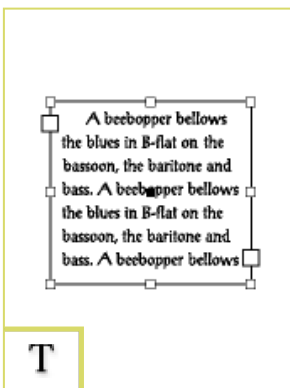 A beebopper bellows
the blues in B-flat on the
bassoon, the baritone and
bass. A beebopper bellows
the blues in B-flat on the
bassoon, the baritone and
bass. A beebopper bellows
T